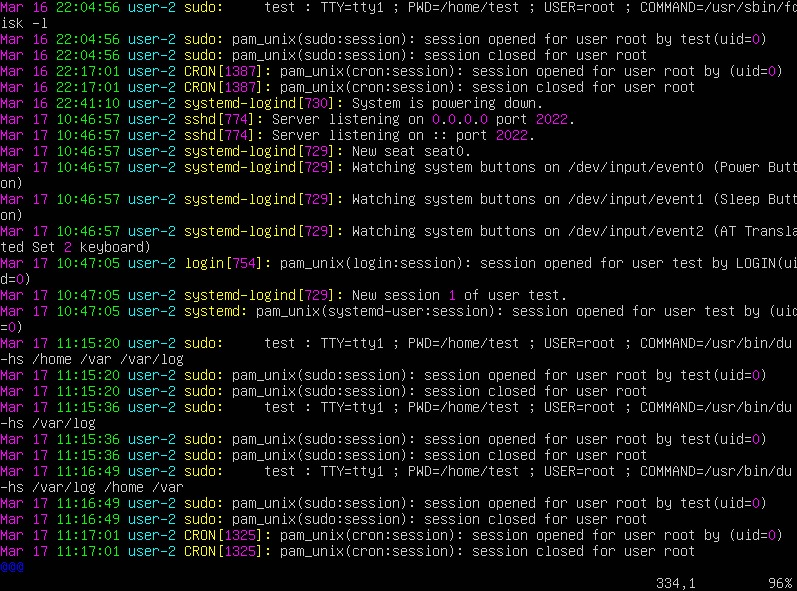 Mar 16 22:04:56 user-2 sudo:     test : TTY=tty1 ; PWD=/home/test ; USER=root ; COMMAND=/usr/sbin/fd
isk -l
Mar 16 22:04:56 user-2 sudo: pam_unix(sudo:session): session opened for user root by test(uid=0)
Mar 16 22:04:56 user-2 sudo: pam_unix(sudo:session): session closed for user root
Mar 16 22:17:01 user-2 CRON[1387]: pam_unix(cron:session): session opened for user root by (uid=0)
Mar 16 22:17:01 user-2 CRON[1387]: pam_unix(cron:session): session closed for user root
Mar 16 22:41:10 user-2 systemd-logind[730]: System is powering down.
Mar 17 10:46:57 user-2 sshd[774]: Server listening on 0.0.0.0 port 2022.
Mar 17 10:46:57 user-2 sshd[774]: Server listening on :: port 2022.
Mar 17 10:46:57 user-2 systemd-logind[729]: New seat seat0.
Mar 17 10:46:57 user-2 systemd-logind[729]: Watching system buttons on /dev/input/event0 (Power Butt
on)
Mar 17 10:46:57 user-2 systemd-logind[729]: Watching system buttons on /dev/input/event1 (Sleep Butt
on)
Mar 17 10:46:57 user-2 systemd-logind[729]: Watching system buttons on /dev/input/event2 (AT Transla
ted Set 2 keyboard)
Mar 17 10:47:05 user-2 login[754]: pam_unix(login:session): session opened for user test by LOGIN(ui
d=0)
Mar 17 10:47:05 user-2 systemd-logind[729]: New session 1 of user test.
Mar 17 10:47:05 user-2 systemd: pam_unix(systemd-user:session): session opened for user test by (uid
=0)
Mar 17 11:15:20 user-2 sudo:     test : TTY=tty1 ; PWD=/home/test ; USER=root ; COMMAND=/usr/bin/du
-hs /home /var /var/log
Mar 17 11:15:20 user-2 sudo: pam_unix(sudo:session): session opened for user root by test(uid=0)
Mar 17 11:15:20 user-2 sudo: pam_unix(sudo:session): session closed for user root
Mar 17 11:15:36 user-2 sudo:     test : TTY=tty1 ; PWD=/home/test ; USER=root ; COMMAND=/usr/bin/du
-hs /var/log
Mar 17 11:15:36 user-2 sudo: pam_unix(sudo:session): session opened for user root by test(uid=0)
Mar 17 11:15:36 user-2 sudo: pam_unix(sudo:session): session closed for user root
Mar 17 11:16:49 user-2 sudo:     test : TTY=tty1 ; PWD=/home/test ; USER=root ; COMMAND=/usr/bin/du
-hs /var/log /home /var
Mar 17 11:16:49 user-2 sudo: pam_unix(sudo:session): session opened for user root by test(uid=0)
Mar 17 11:16:49 user-2 sudo: pam_unix(sudo:session): session closed for user root
Mar 17 11:17:01 user-2 CRON[1325]: pam_unix(cron:session): session opened for user root by (uid=0)
Mar 17 11:17:01 user-2 CRON[1325]: pam_unix(cron:session): session closed for user root
@@@
334,1 96%